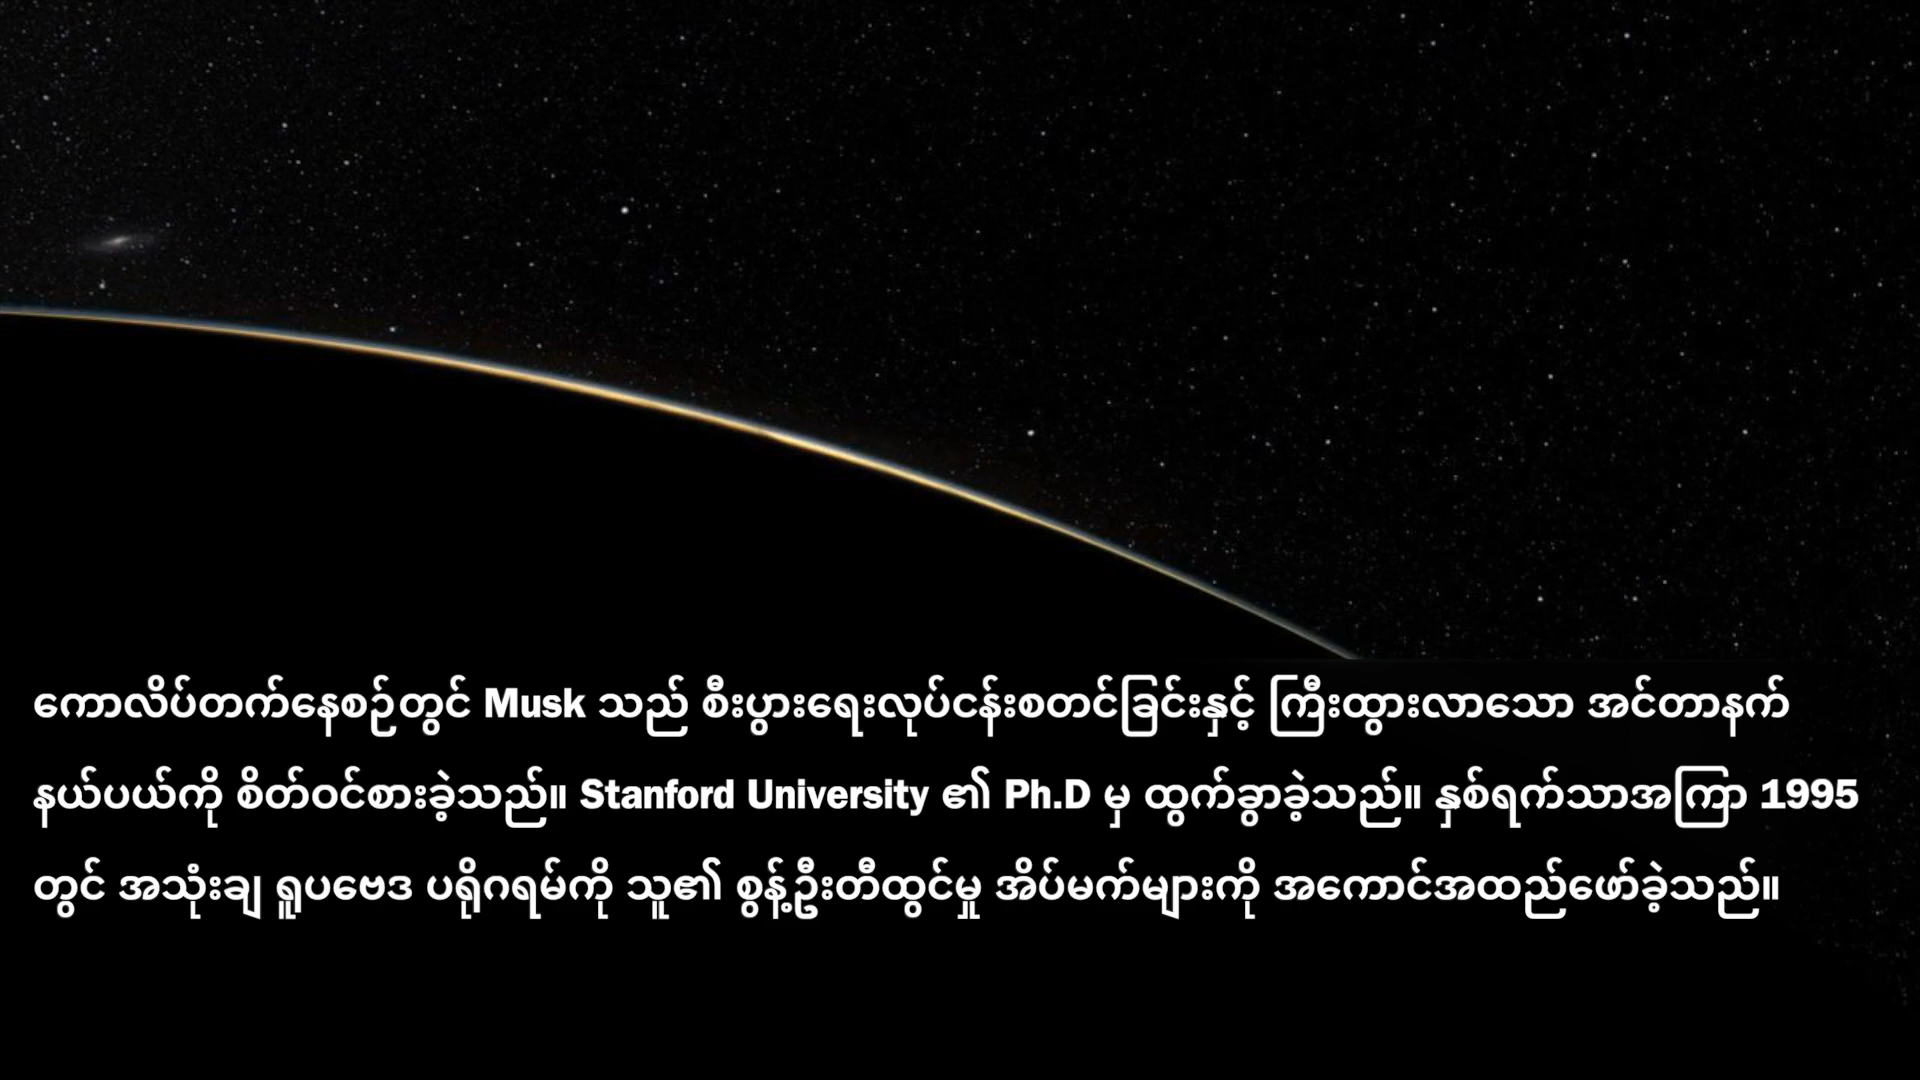 ကောလိပ်တက်နေစဉ်တွင် Musk သည် စီးပွားရေးလုပ်ငန်းစတင်ခြင်းနှင့် ကြီးထွားလာသော အင်တာနက်
နယ်ပယ်ကို စိတ်ဝင်စားခဲ့သည်။ Stanford University ၏ Ph.D မှ ထွက်ခွာခဲ့သည်။ နှစ်ရက်သာအကြာ 1995
တွင် အသုံးချ ရူပဗေဒ ပရိုဂရမ်ကို သူ၏ စွန့်ဦးတီထွင်မှု အိပ်မက်များကို အကောင်အထည်ဖော်ခဲ့သည်။